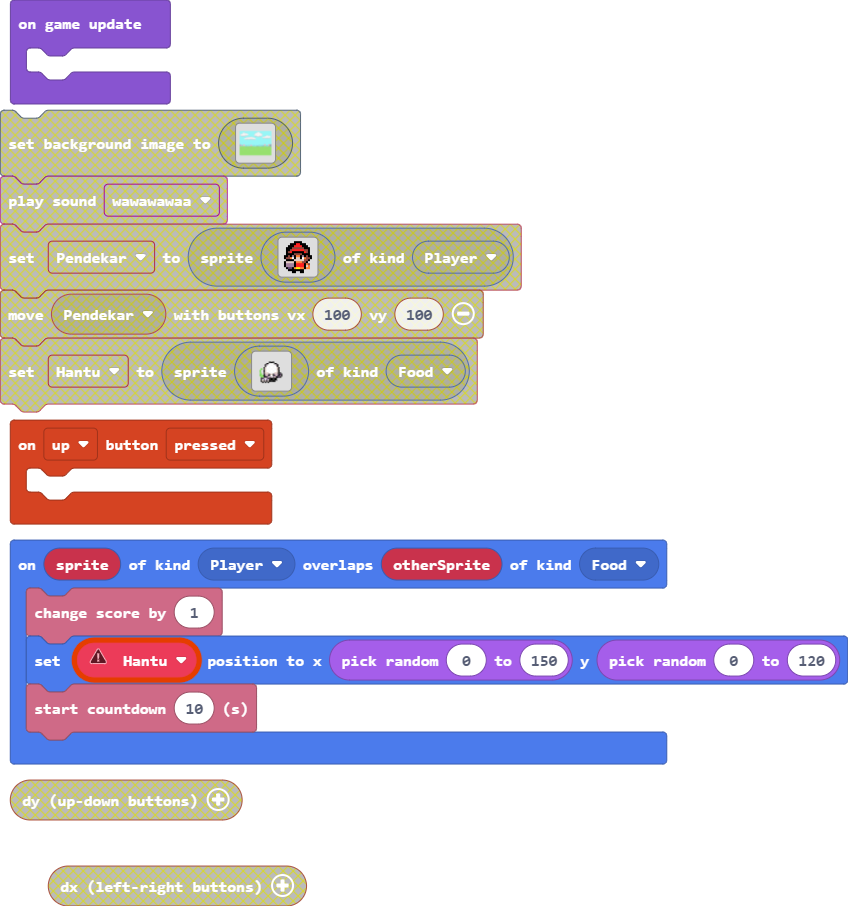 on game update
set background image to
play sound wawawawaa
set Pendekar to sprite of kind Player
move Pendekar with buttons vx 100 vy 100
set Hantu to sprite of kind Food
on up button pressed
on sprite of kind Player overlaps otherSprite of kind Food
change score by 1
set Hantu position to x pick random 0 to 150 y pick random 0 to 120
start countdown 10 (s)
dy (up-down buttons)
dx (left-right buttons)